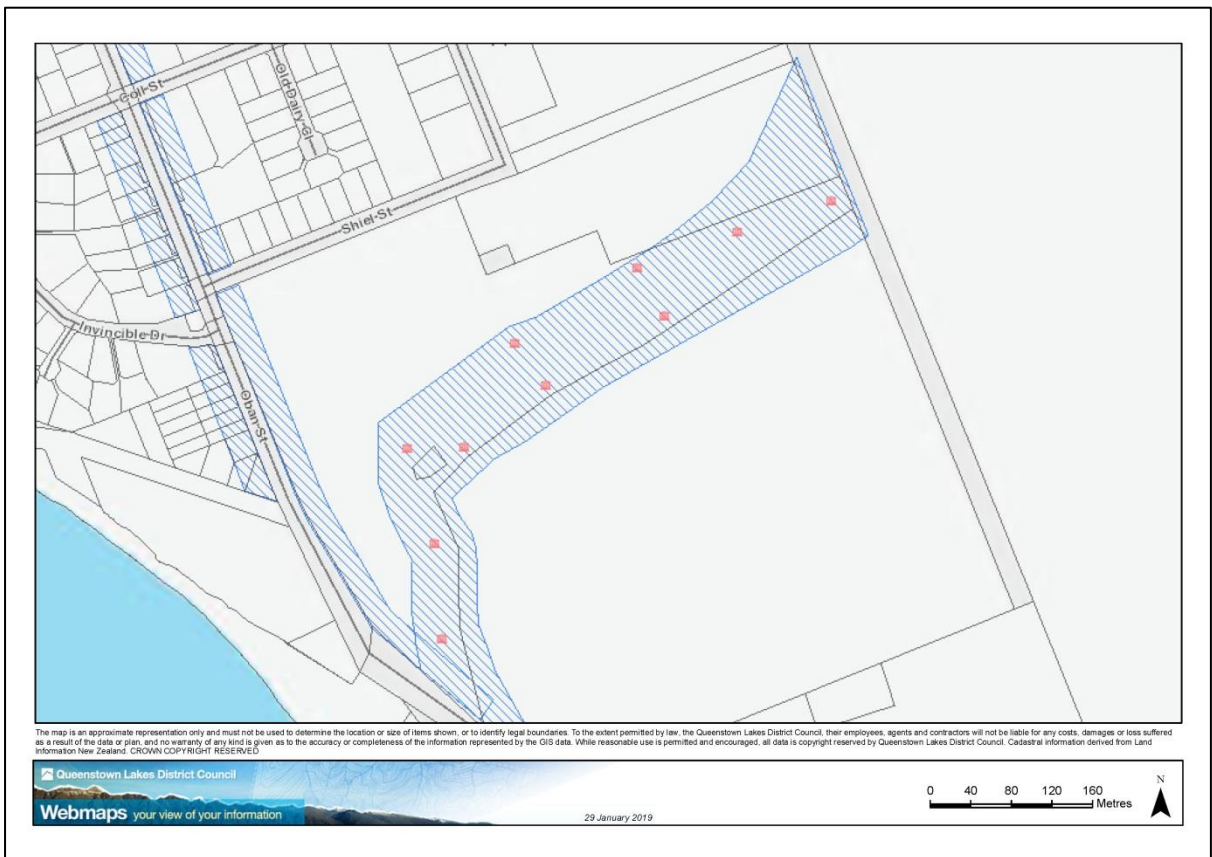 Coll St
Old Dairy Cl
Shiel St
Invincible Dr
Oban St
The map is an approximate representation only and must not be used to determine the location or size of items shown, or to identify legal boundaries. To the extent permitted by law, the Queenstown Lakes District Council, their employees, agents and contractors will not be liable for any costs, damages or loss suffered
as a result of the data or plan, and no warranty of any kind is given as to the accuracy or completeness of the information represented by the GIS data. While reasonable use is permitted and encouraged, all data is copyright reserved by Queenstown Lakes District Council. Cadastral information derived from Land
Information New Zealand. CROWN COPYRIGHT RESERVED
Queenstown Lakes District Council
Webmaps your view of your information
29 January 2019
0 40 80 120 160
Metres
N